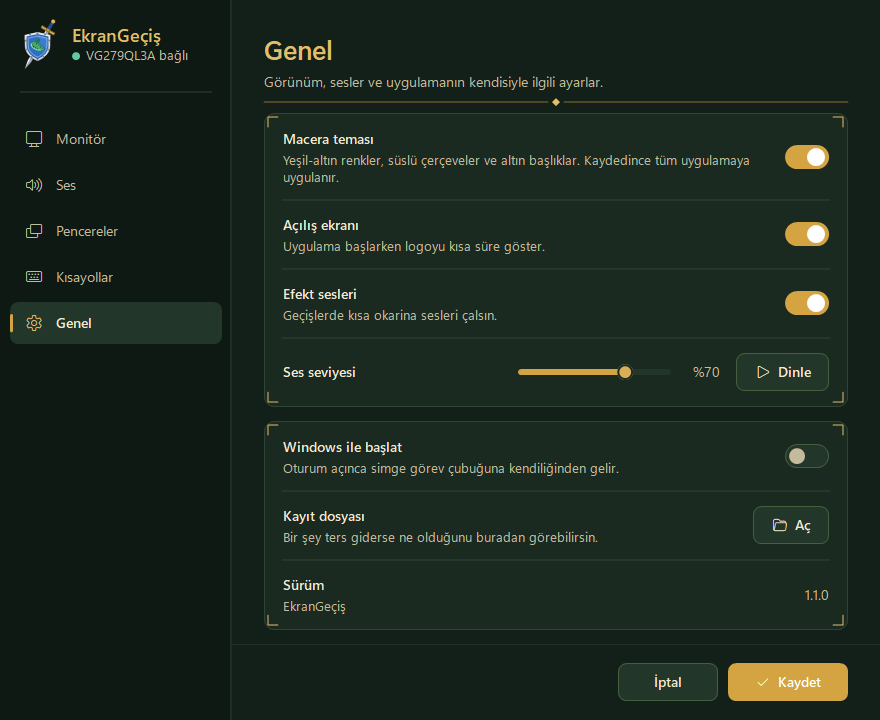 EkranGeçiş
VG279QL3A bağlı
Monitör
Ses
Pencereler
Kısayollar
Genel
Genel
Görünüm, sesler ve uygulamanın kendisiyle ilgili ayarlar.
Macera teması
Yeşil-altın renkler, süslü çerçeveler ve altın başlıklar. Kaydedince tüm uygulamaya
uygulanır.
Açılış ekranı
Uygulama başlarken logoyu kısa süre göster.
Efekt sesleri
Geçişlerde kısa okarina sesleri çalsın.
Ses seviyesi
%70
Dinle
Windows ile başlat
Oturum açınca simge görev çubuğuna kendiliğinden gelir.
Kayıt dosyası
Bir şey ters giderse ne olduğunu buradan görebilirsin.
Aç
Sürüm
EkranGeçiş
1.1.0
İptal
Kaydet